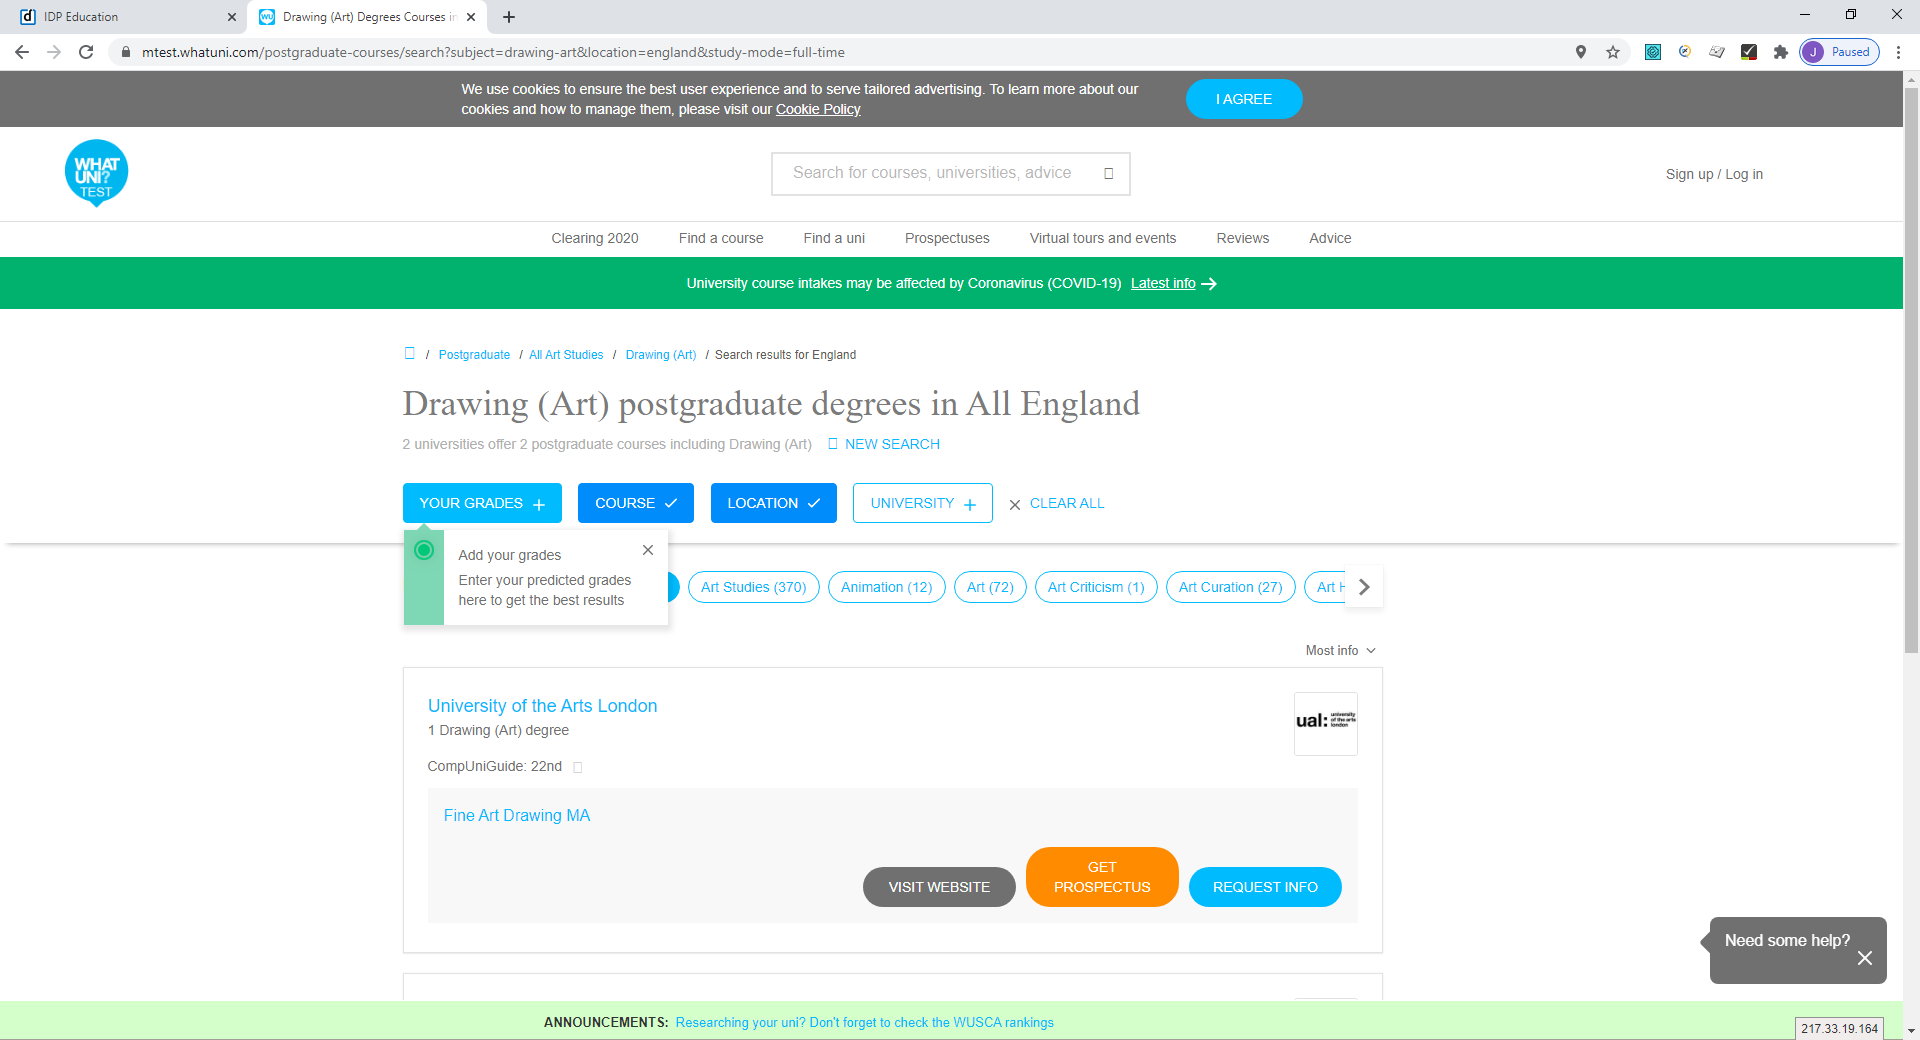 IDP Education
Drawing (Art) Degrees Courses in
mtest.whatuni.com/postgraduate-courses/search?subject=drawing-art&location=england&study-mode=full-time
J Paused
We use cookies to ensure the best user experience and to serve tailored advertising. To learn more about our
cookies and how to manage them, please visit our Cookie Policy
I AGREE
WHAT
UNI?
TEST
Search for courses, universities, advice
Sign up / Log in
Clearing 2020 Find a course Find a uni Prospectuses Virtual tours and events Reviews Advice
University course intakes may be affected by Coronavirus (COVID-19) Latest info
/ Postgraduate / All Art Studies / Drawing (Art) / Search results for England
Drawing (Art) postgraduate degrees in All England
2 universities offer 2 postgraduate courses including Drawing (Art) NEW SEARCH
YOUR GRADES + COURSE LOCATION UNIVERSITY + CLEAR ALL
Add your grades
Enter your predicted grades
here to get the best results
Art Studies (370) Animation (12) Art (72) Art Criticism (1) Art Curation (27) Art
Most info
University of the Arts London
1 Drawing (Art) degree
ual: university
of the arts
london
CompUniGuide: 22nd
Fine Art Drawing MA
VISIT WEBSITE
GET
PROSPECTUS
REQUEST INFO
Need some help?
ANNOUNCEMENTS: Researching your uni? Don't forget to check the WUSCA rankings
217.33.19.164